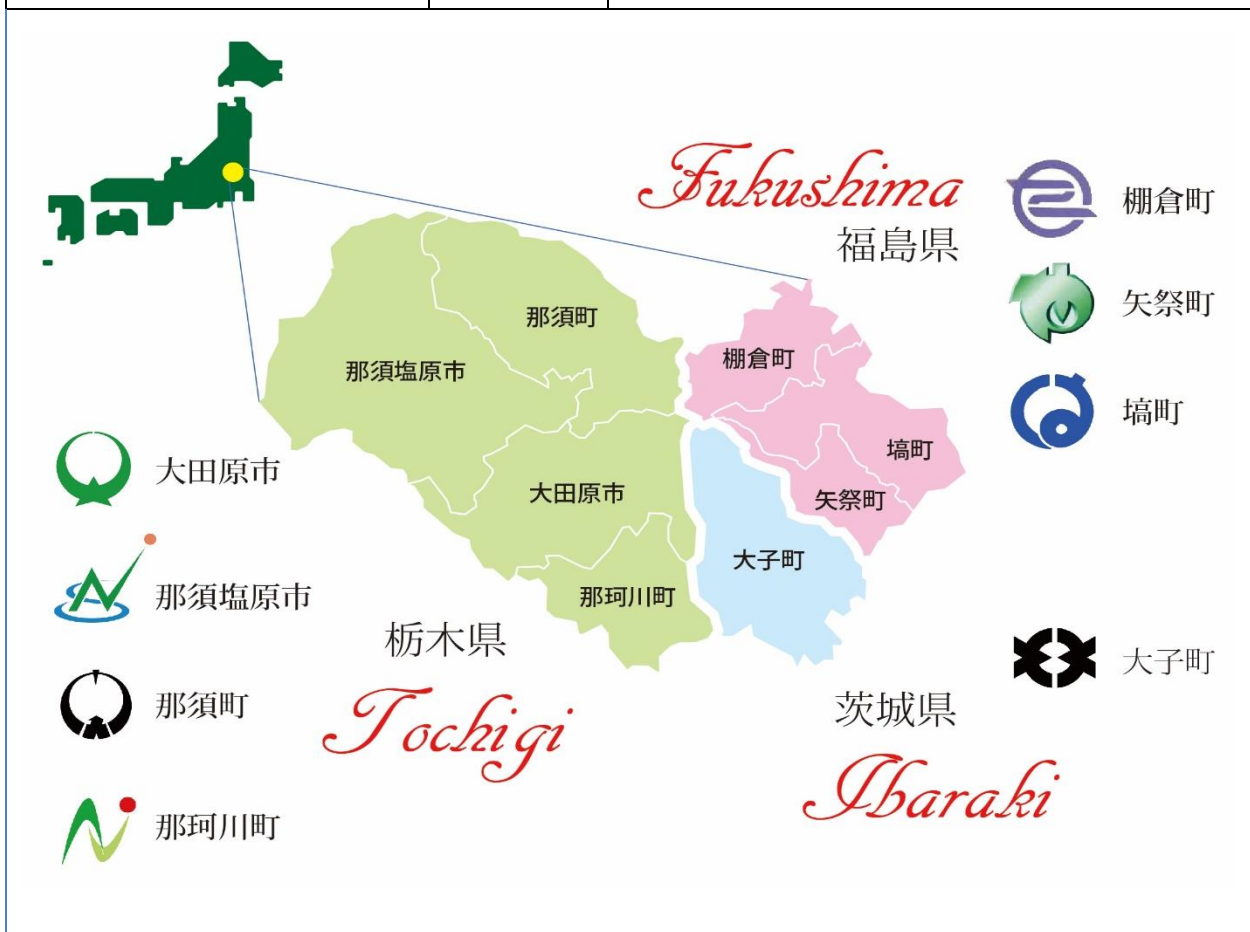 Fukushima
福島県
棚倉町
矢祭町
塙町
那須町
那須塩原市
棚倉町
塙町
矢祭町
大田原市
大子町
那珂川町
大田原市
那須塩原市
那須町
那珂川町
栃木県
Tochigi
大子町
茨城県
Ibaraki